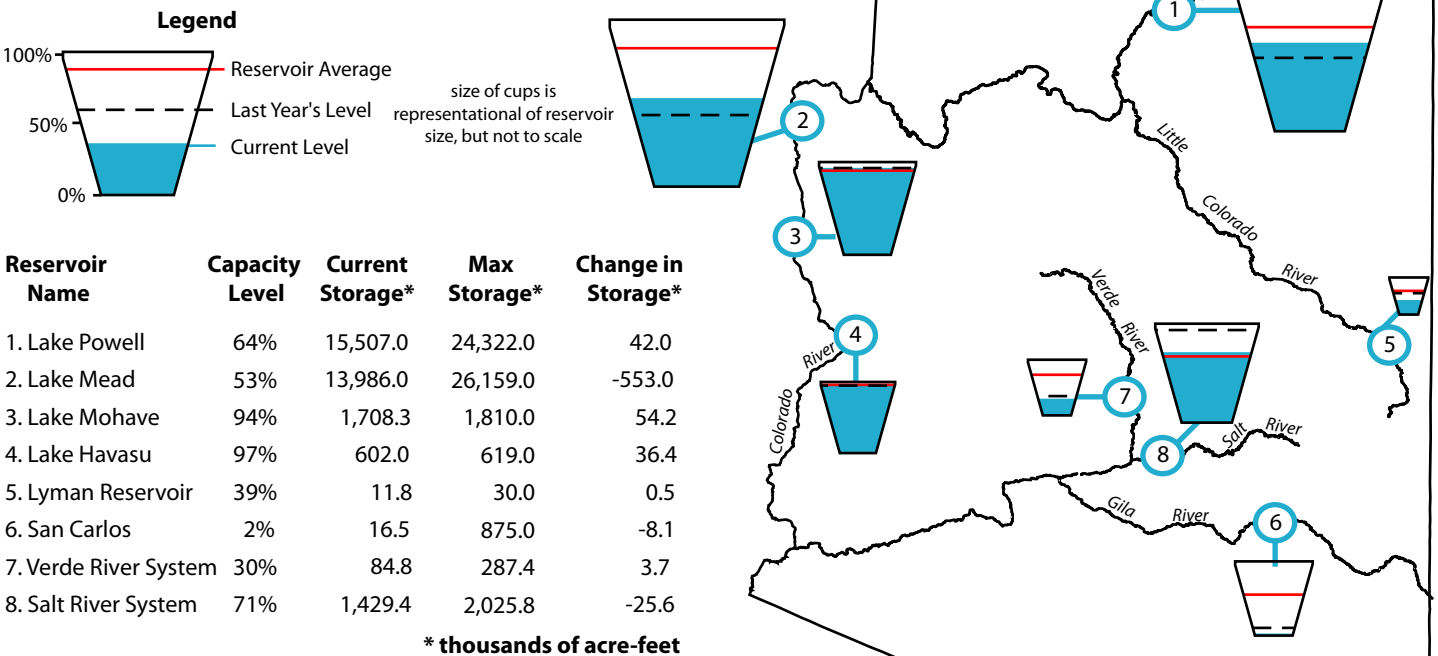 Legend
100%
50%
0%
Reservoir Average
Last Year's Level
Current Level
size of cups is
representational of reservoir
size, but not to scale
Reservoir Name Capacity Level Current Storage* Max Storage* Change in Storage*
1. Lake Powell 64% 15,507.0 24,322.0 42.0
2. Lake Mead 53% 13,986.0 26,159.0 -553.0
3. Lake Mohave 94% 1,708.3 1,810.0 54.2
4. Lake Havasu 97% 602.0 619.0 36.4
5. Lyman Reservoir 39% 11.8 30.0 0.5
6. San Carlos 2% 16.5 875.0 -8.1
7. Verde River System 30% 84.8 287.4 3.7
8. Salt River System 71% 1,429.4 2,025.8 -25.6
* thousands of acre-feet
1
2
3
4
5
6
7
8
Little Colorado River
Verde River
Colorado River
Salt River
Gila River